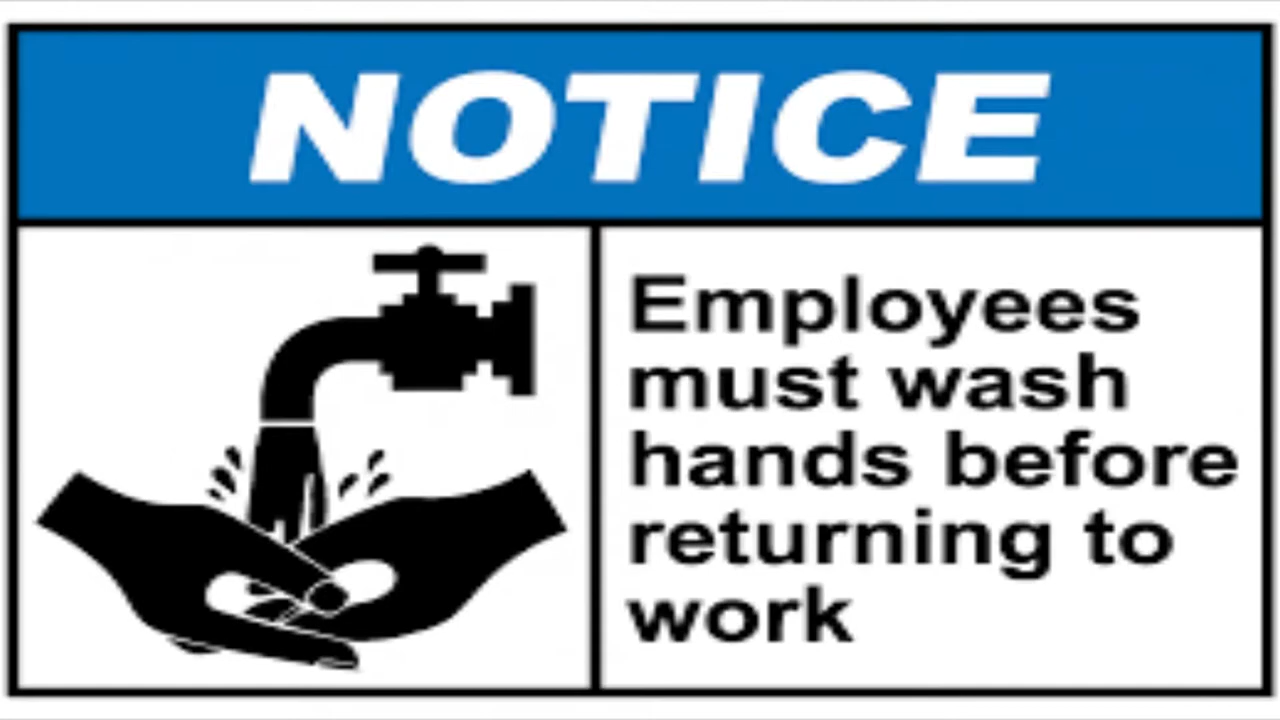 NOTICE
Employees
must wash
hands before
returning to
work